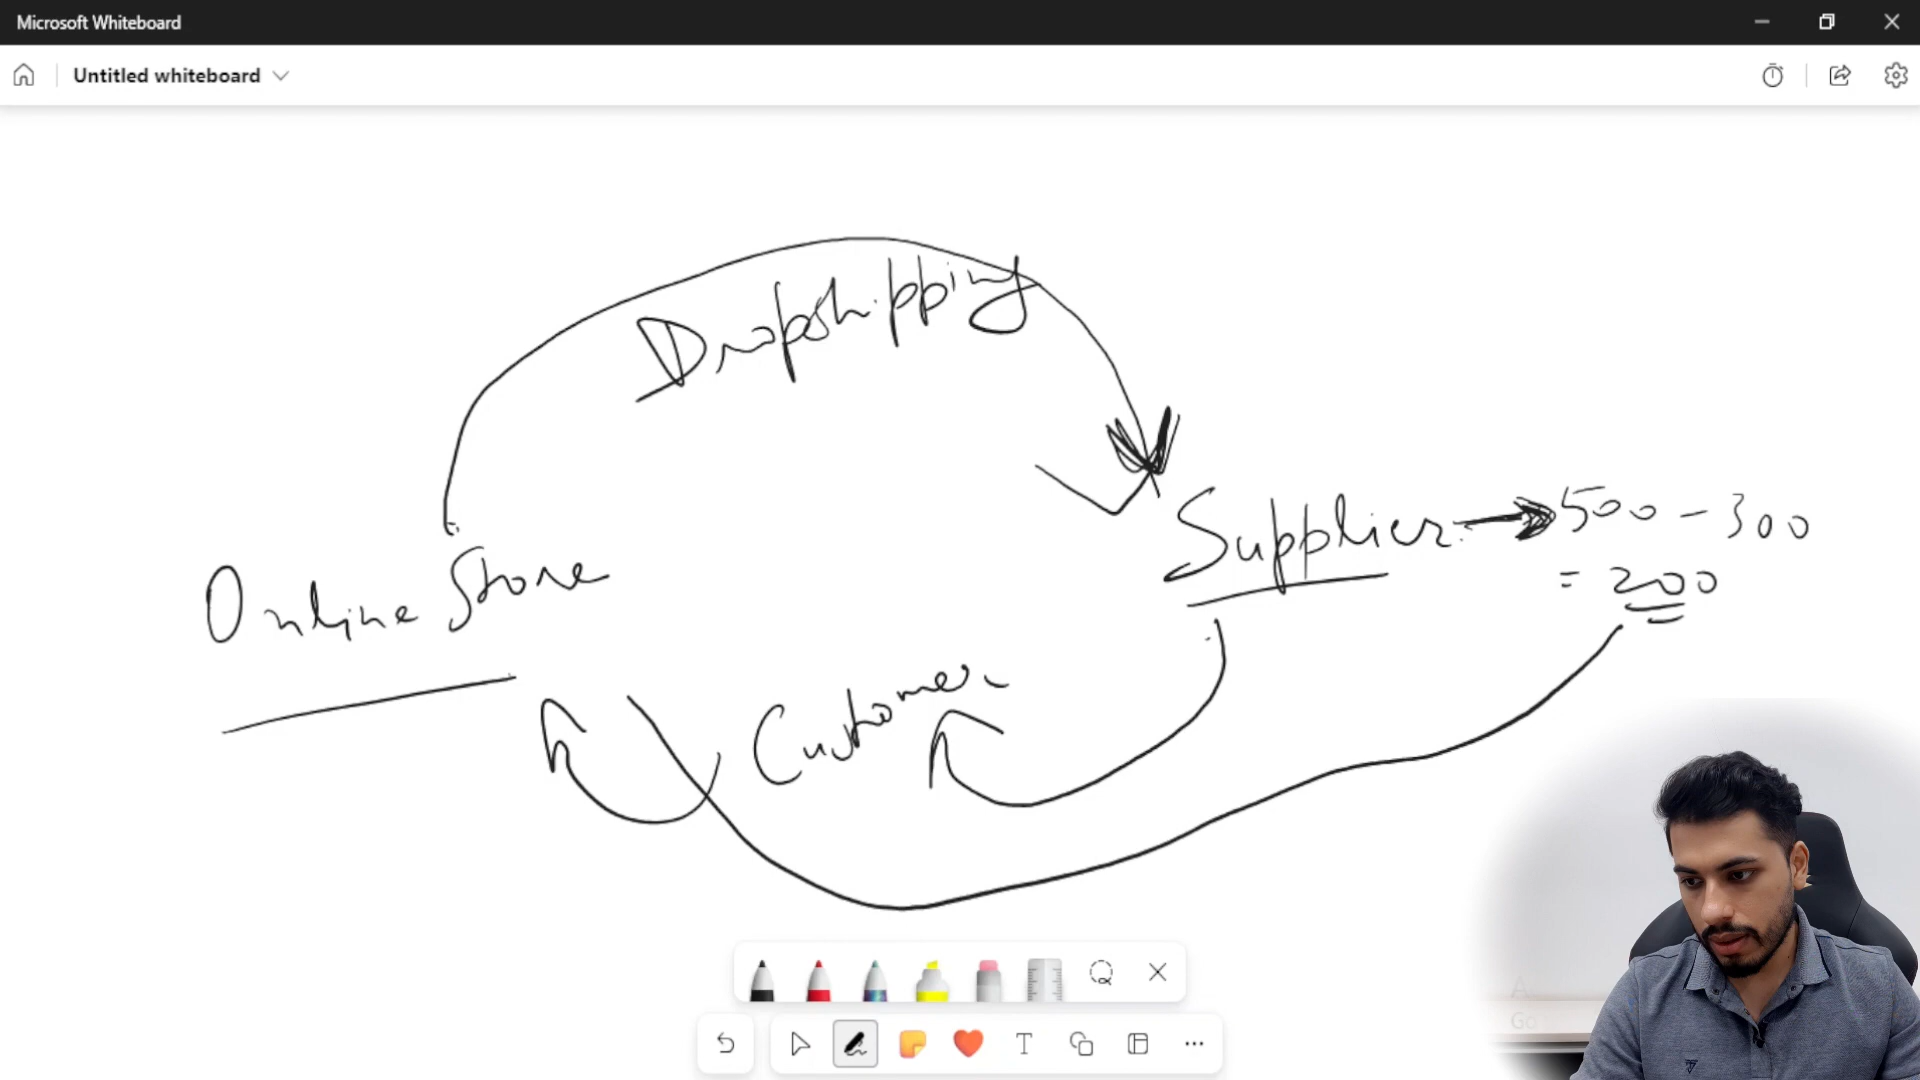 Microsoft Whiteboard
Untitled whiteboard
Dropshipping
Supplier
500 - 300
= 200
Online Store
Customer